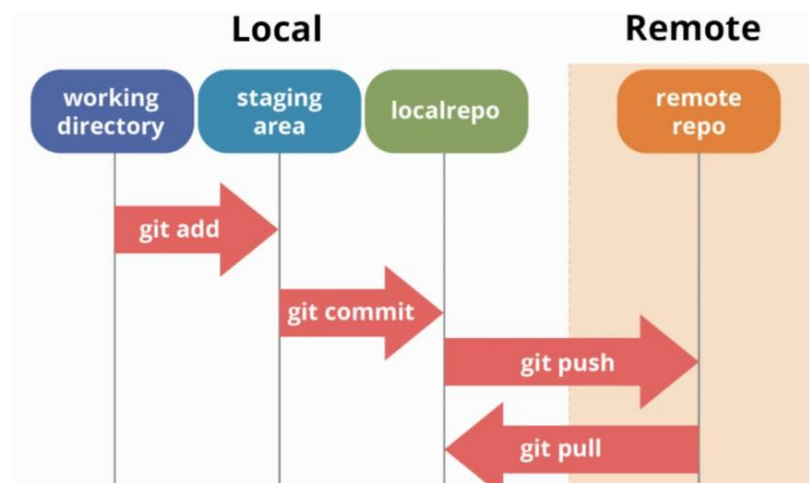 Local
Remote
working
directory
staging
area
localrepo
remote
repo
git add
git commit
git push
git pull